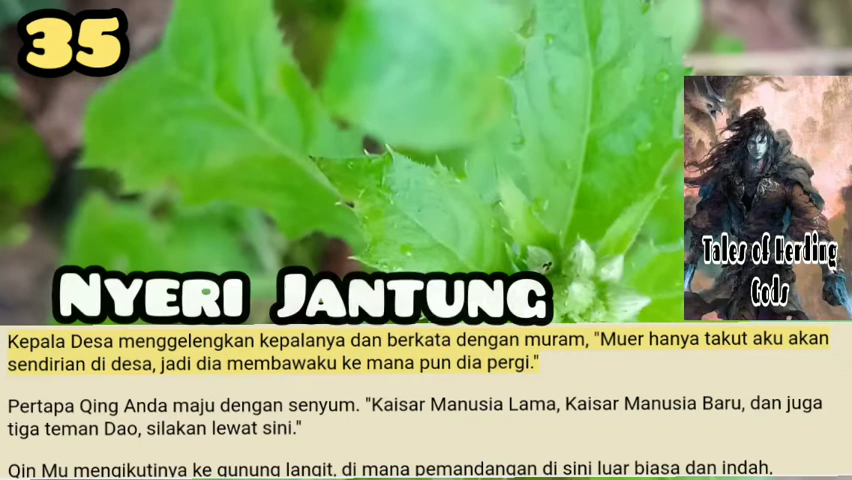 35
Tales of Herding
Gods
Nyeri Jantung
Kepala Desa menggelengkan kepalanya dan berkata dengan muram, "Muer hanya takut aku akan
sendirian di desa, jadi dia membawaku ke mana pun dia pergi."
Pertapa Qing Anda maju dengan senyum. "Kaisar Manusia Lama, Kaisar Manusia Baru, dan juga
tiga teman Dao, silakan lewat sini."
Qin Mu mengikutinya ke gunung langit, di mana pemandangan di sini luar biasa dan indah.